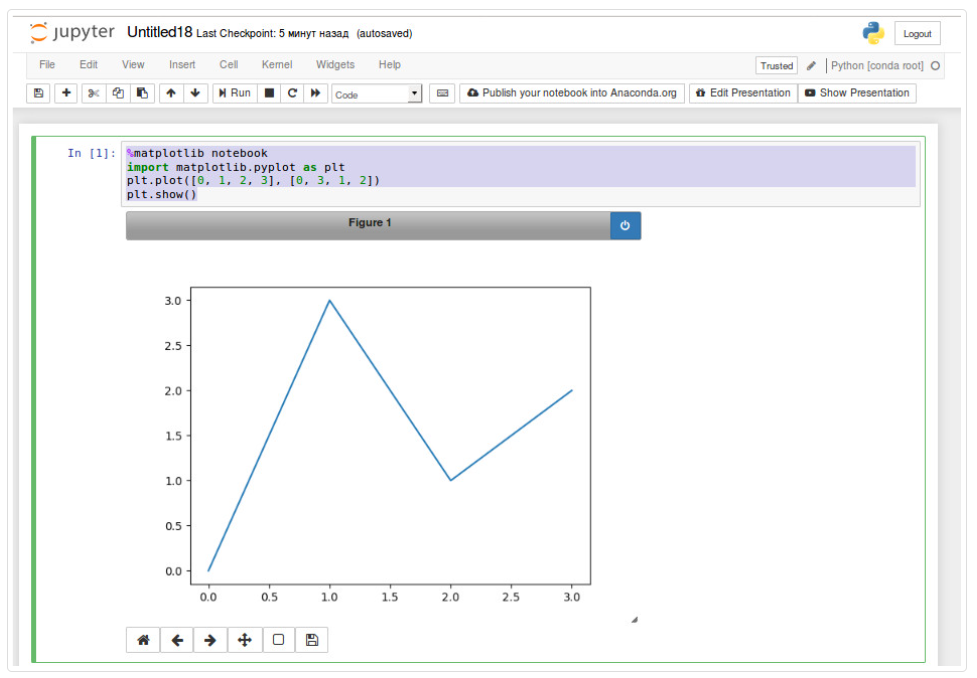 jupyter Untitled18 Last Checkpoint: 5 минут назад (autosaved) Logout
File Edit View Insert Cell Kernel Widgets Help Trusted Python [conda root]
Run Code Publish your notebook into Anaconda.org Edit Presentation Show Presentation
In [1]: %matplotlib notebook
import matplotlib.pyplot as plt
plt.plot([0, 1, 2, 3], [0, 3, 1, 2])
plt.show()
Figure 1
3.0
2.5
2.0
1.5
1.0
0.5
0.0
0.0 0.5 1.0 1.5 2.0 2.5 3.0